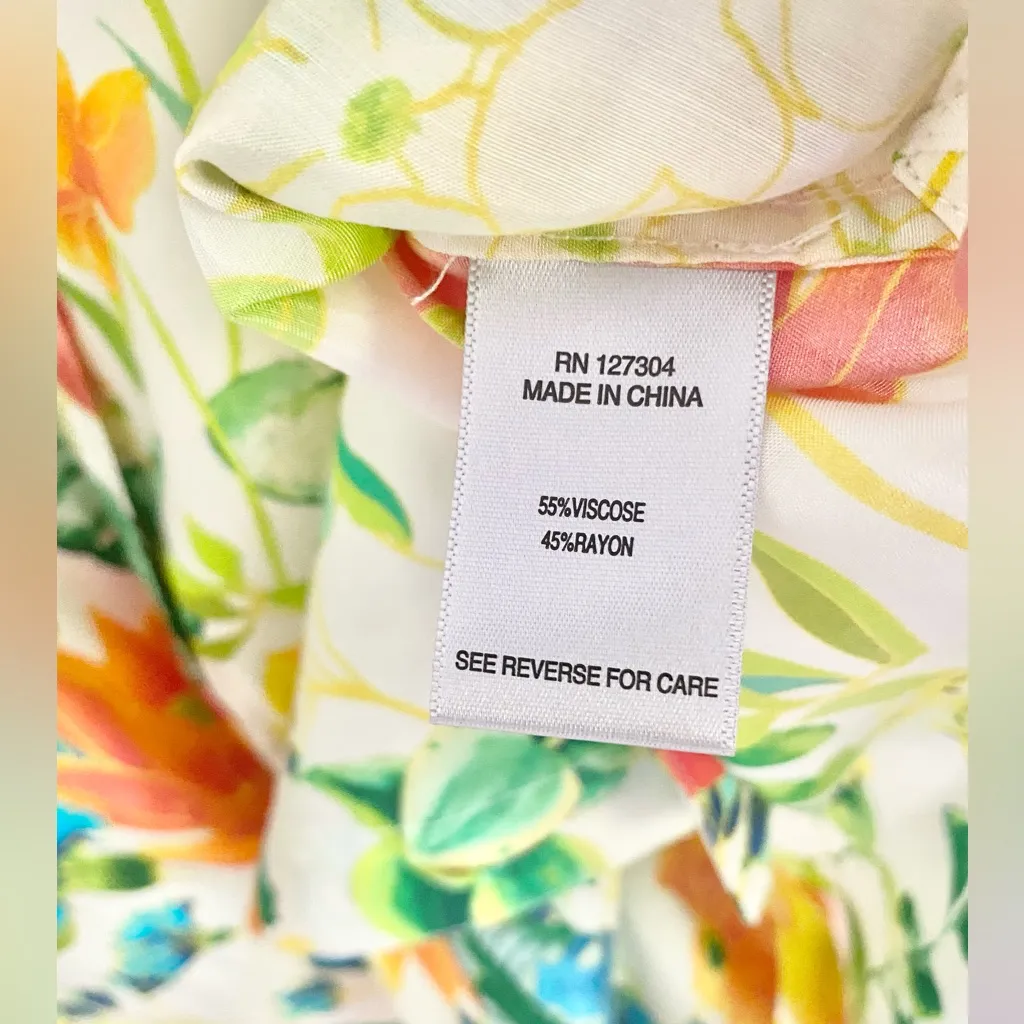 RN 127304
MADE IN CHINA
55%VISCOSE
45%RAYON
SEE REVERSE FOR CARE